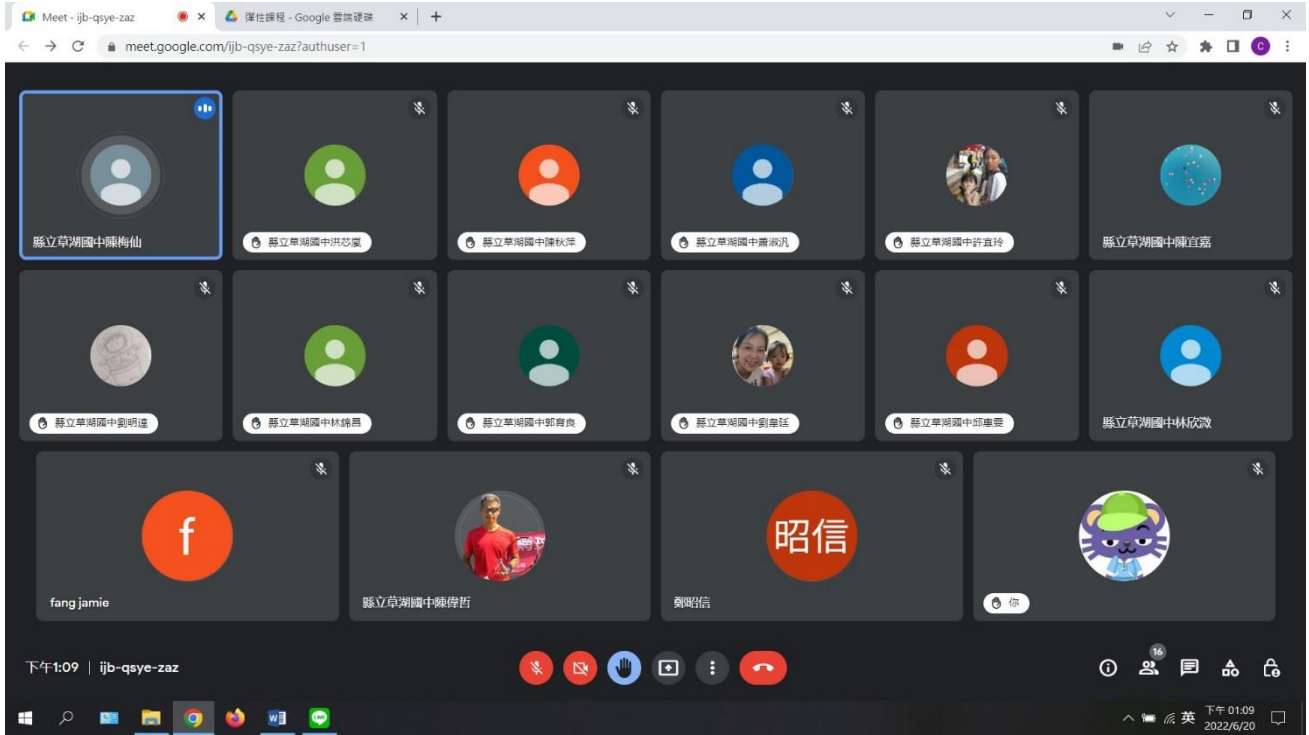 Meet - ijb-qsye-zaz
彈性課程 - Google 雲端硬碟
meet.google.com/ijb-qsye-zaz?authuser=1
C
縣立草湖國中陳梅仙
縣立草湖國中洪芯嵐
縣立草湖國中陳秋萍
縣立草湖國中蕭淑汎
縣立草湖國中許宜玲
縣立草湖國中陳宜嘉
縣立草湖國中劉明達
縣立草湖國中林錦昌
縣立草湖國中郭育良
縣立草湖國中劉韋廷
縣立草湖國中邱惠雯
縣立草湖國中林欣澂
f
昭信
fang jamie
縣立草湖國中陳偉哲
鄭昭信
你
下午1:09 | ijb-qsye-zaz
16
英
下午 01:09
2022/6/20